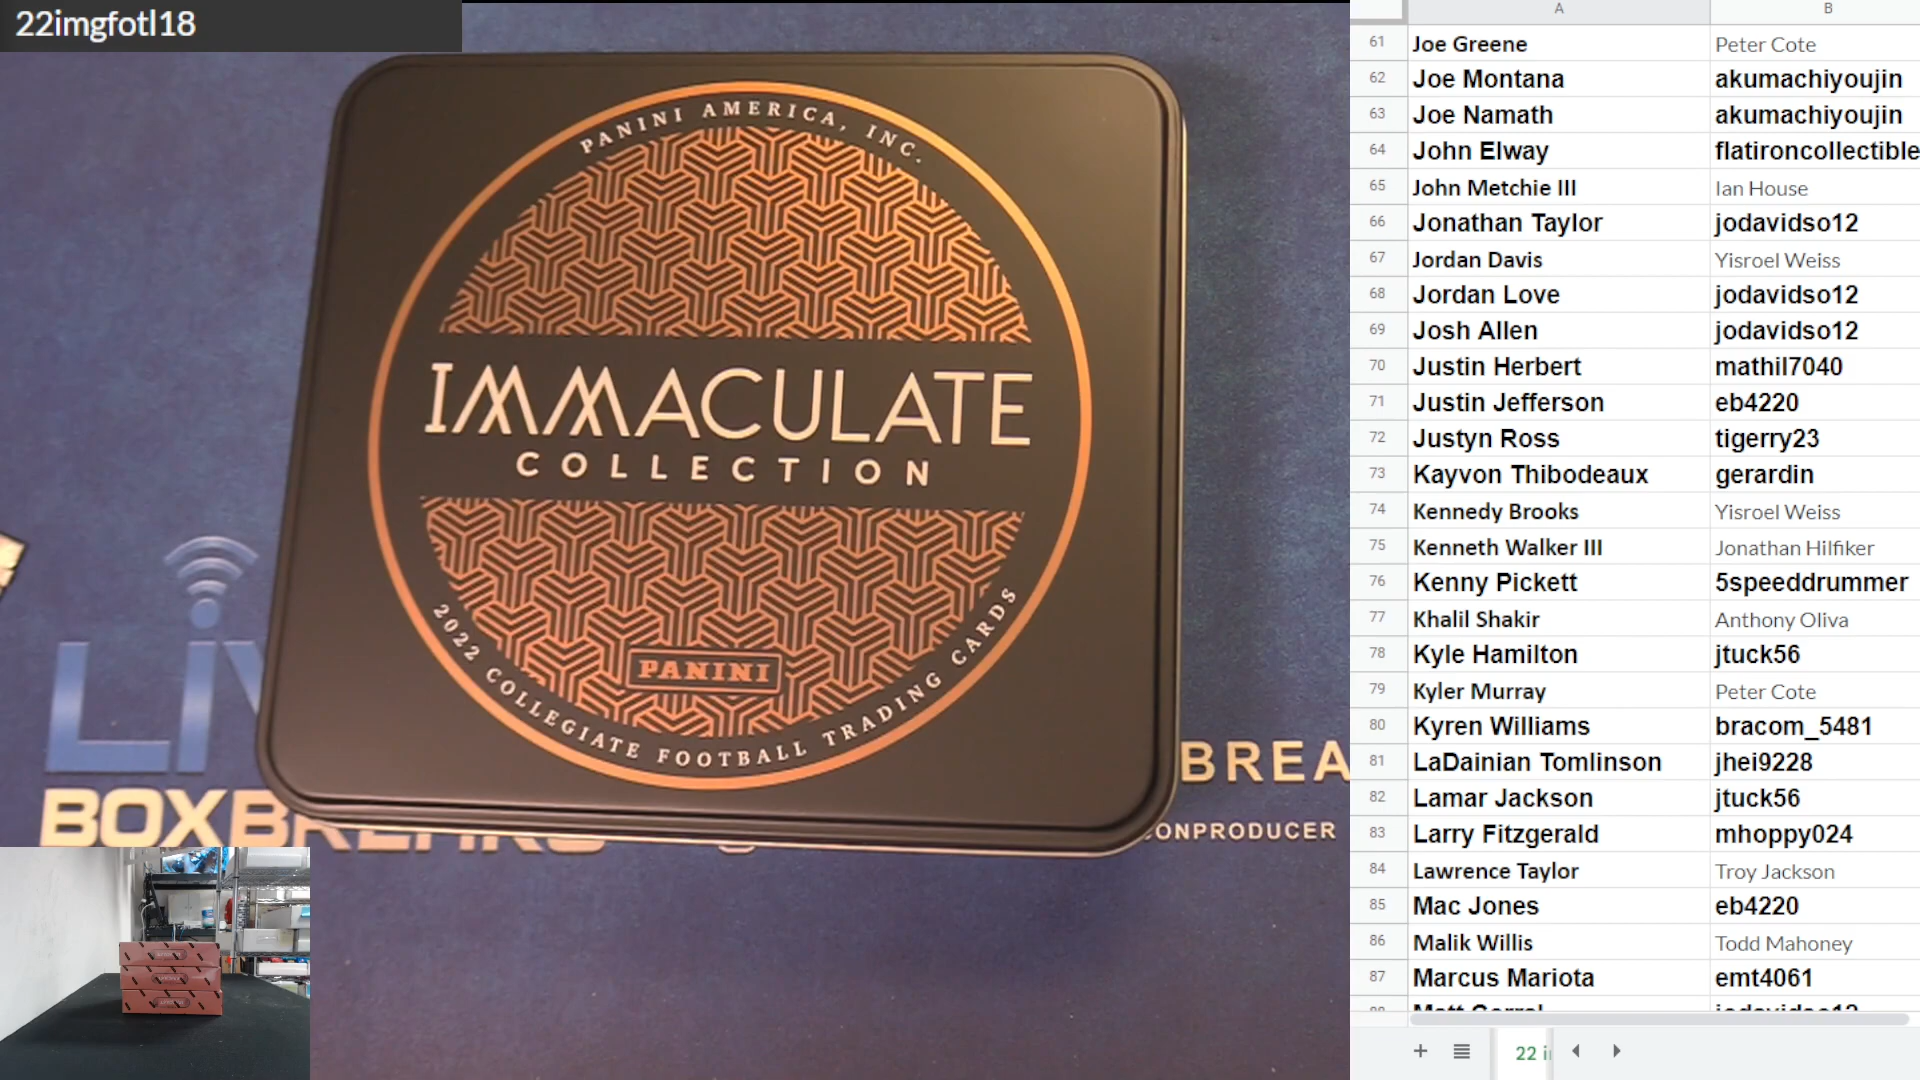 22imgfotl18
PANINI AMERICA, INC.
IMMACULATE
COLLECTION
PANINI
2022 COLLEGIATE FOOTBALL TRADING CARDS
LIV
BOXBREAKS
BREA
ONPRODUCER
A B
61 Joe Greene Peter Cote
62 Joe Montana akumachiyoujin
63 Joe Namath akumachiyoujin
64 John Elway flatironcollectible
65 John Metchie III Ian House
66 Jonathan Taylor jodavidso12
67 Jordan Davis Yisroel Weiss
68 Jordan Love jodavidso12
69 Josh Allen jodavidso12
70 Justin Herbert mathil7040
71 Justin Jefferson eb4220
72 Justyn Ross tigerry23
73 Kayvon Thibodeaux gerardin
74 Kennedy Brooks Yisroel Weiss
75 Kenneth Walker III Jonathan Hilfiker
76 Kenny Pickett 5speeddrummer
77 Khalil Shakir Anthony Oliva
78 Kyle Hamilton jtuck56
79 Kyler Murray Peter Cote
80 Kyren Williams bracom_5481
81 LaDainian Tomlinson jhei9228
82 Lamar Jackson jtuck56
83 Larry Fitzgerald mhoppy024
84 Lawrence Taylor Troy Jackson
85 Mac Jones eb4220
86 Malik Willis Todd Mahoney
87 Marcus Mariota emt4061
88 Matt Corral jodavidso12
22 i